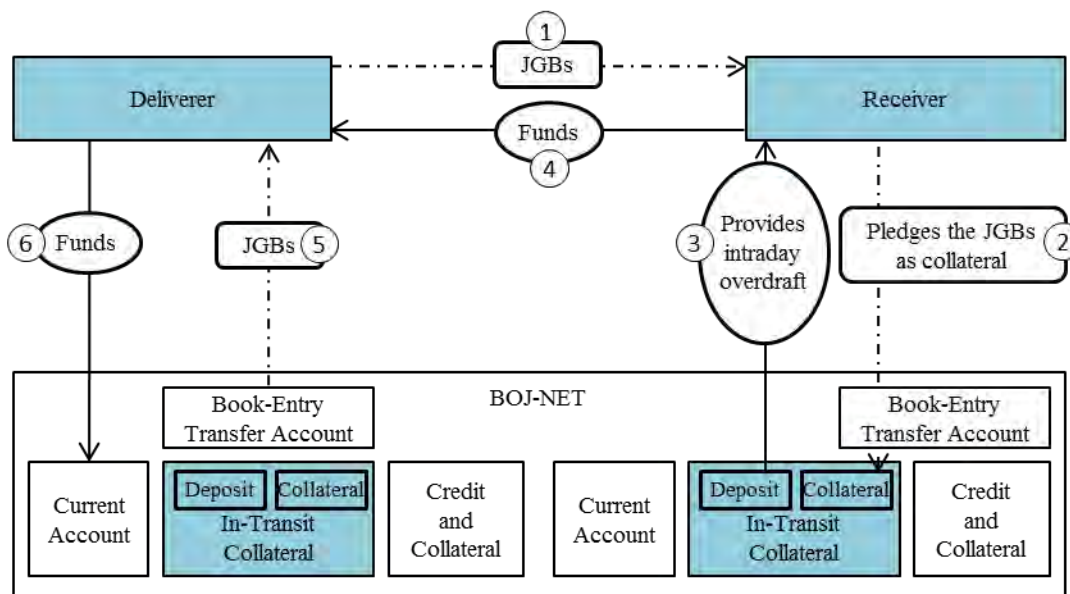 1
JGBs
Deliverer
Receiver
Funds
4
6
Funds
JGBs
5
3
Provides
intraday
overdraft
Pledges the JGBs
as collateral
2
BOJ-NET
Book-Entry
Transfer Account
Book-Entry
Transfer Account
Current
Account
Deposit
Collateral
In-Transit
Collateral
Credit
and
Collateral
Current
Account
Deposit
Collateral
In-Transit
Collateral
Credit
and
Collateral